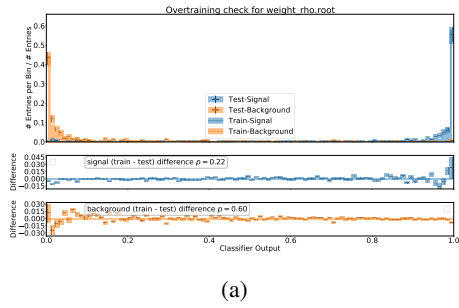 Overtraining check for weight_rho.root
# Entries per Bin / # Entries
0.6
0.5
0.4
0.3
0.2
0.1
0.0
Test-Signal
Test-Background
Train-Signal
Train-Background
Difference
0.045
0.030
0.015
0.000
−0.015
signal (train - test) difference p = 0.22
Difference
0.030
0.015
0.000
−0.015
−0.030
background (train - test) difference p = 0.60
0.0 0.2 0.4 0.6 0.8 1.0
Classifier Output
(a)